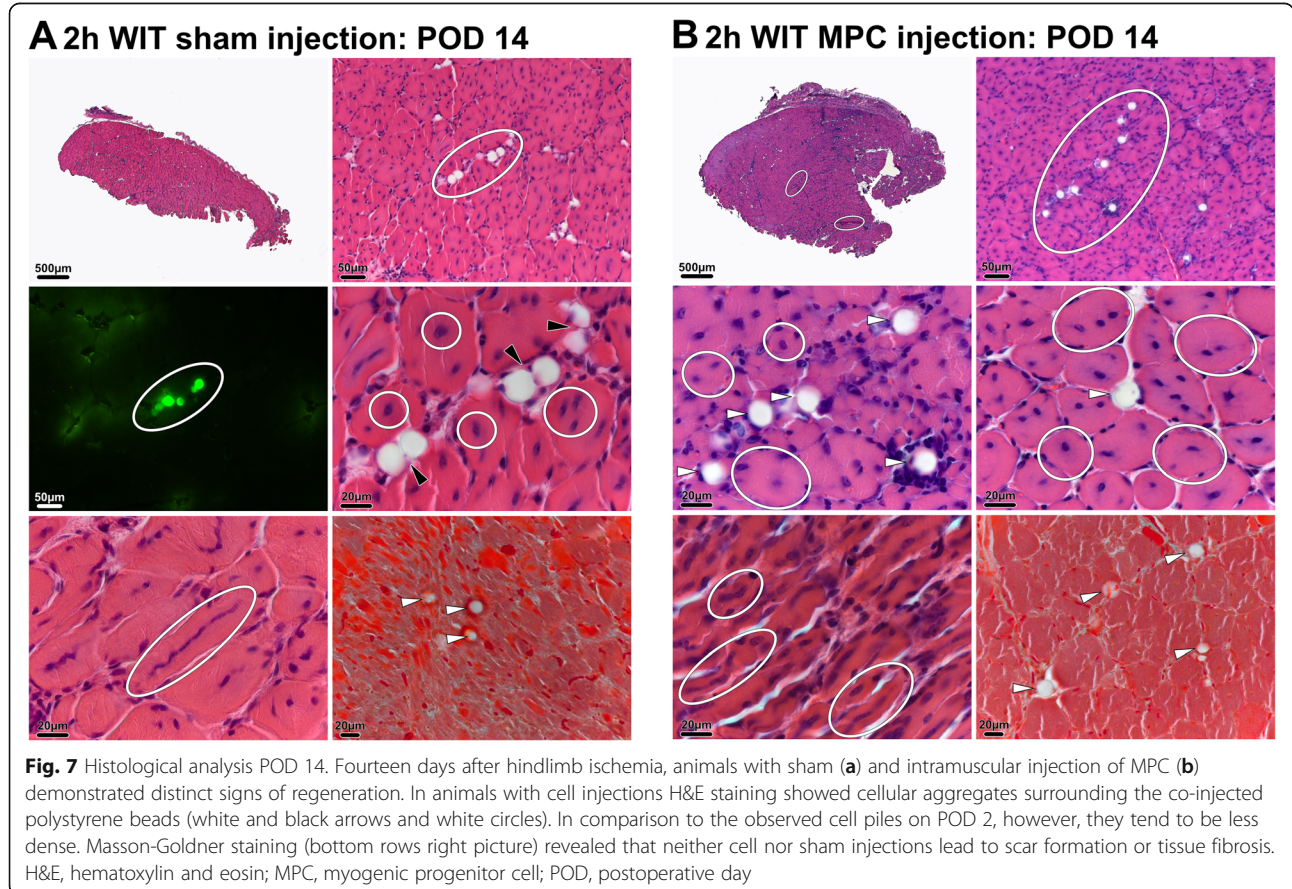 A 2h WIT sham injection: POD 14
B 2h WIT MPC injection: POD 14
500µm
50µm
500µm
50µm
50µm
20µm
20µm
20µm
20µm
20µm
20µm
20µm
Fig. 7 Histological analysis POD 14. Fourteen days after hindlimb ischemia, animals with sham (a) and intramuscular injection of MPC (b)
demonstrated distinct signs of regeneration. In animals with cell injections H&E staining showed cellular aggregates surrounding the co-injected
polystyrene beads (white and black arrows and white circles). In comparison to the observed cell piles on POD 2, however, they tend to be less
dense. Masson-Goldner staining (bottom rows right picture) revealed that neither cell nor sham injections lead to scar formation or tissue fibrosis.
H&E, hematoxylin and eosin; MPC, myogenic progenitor cell; POD, postoperative day